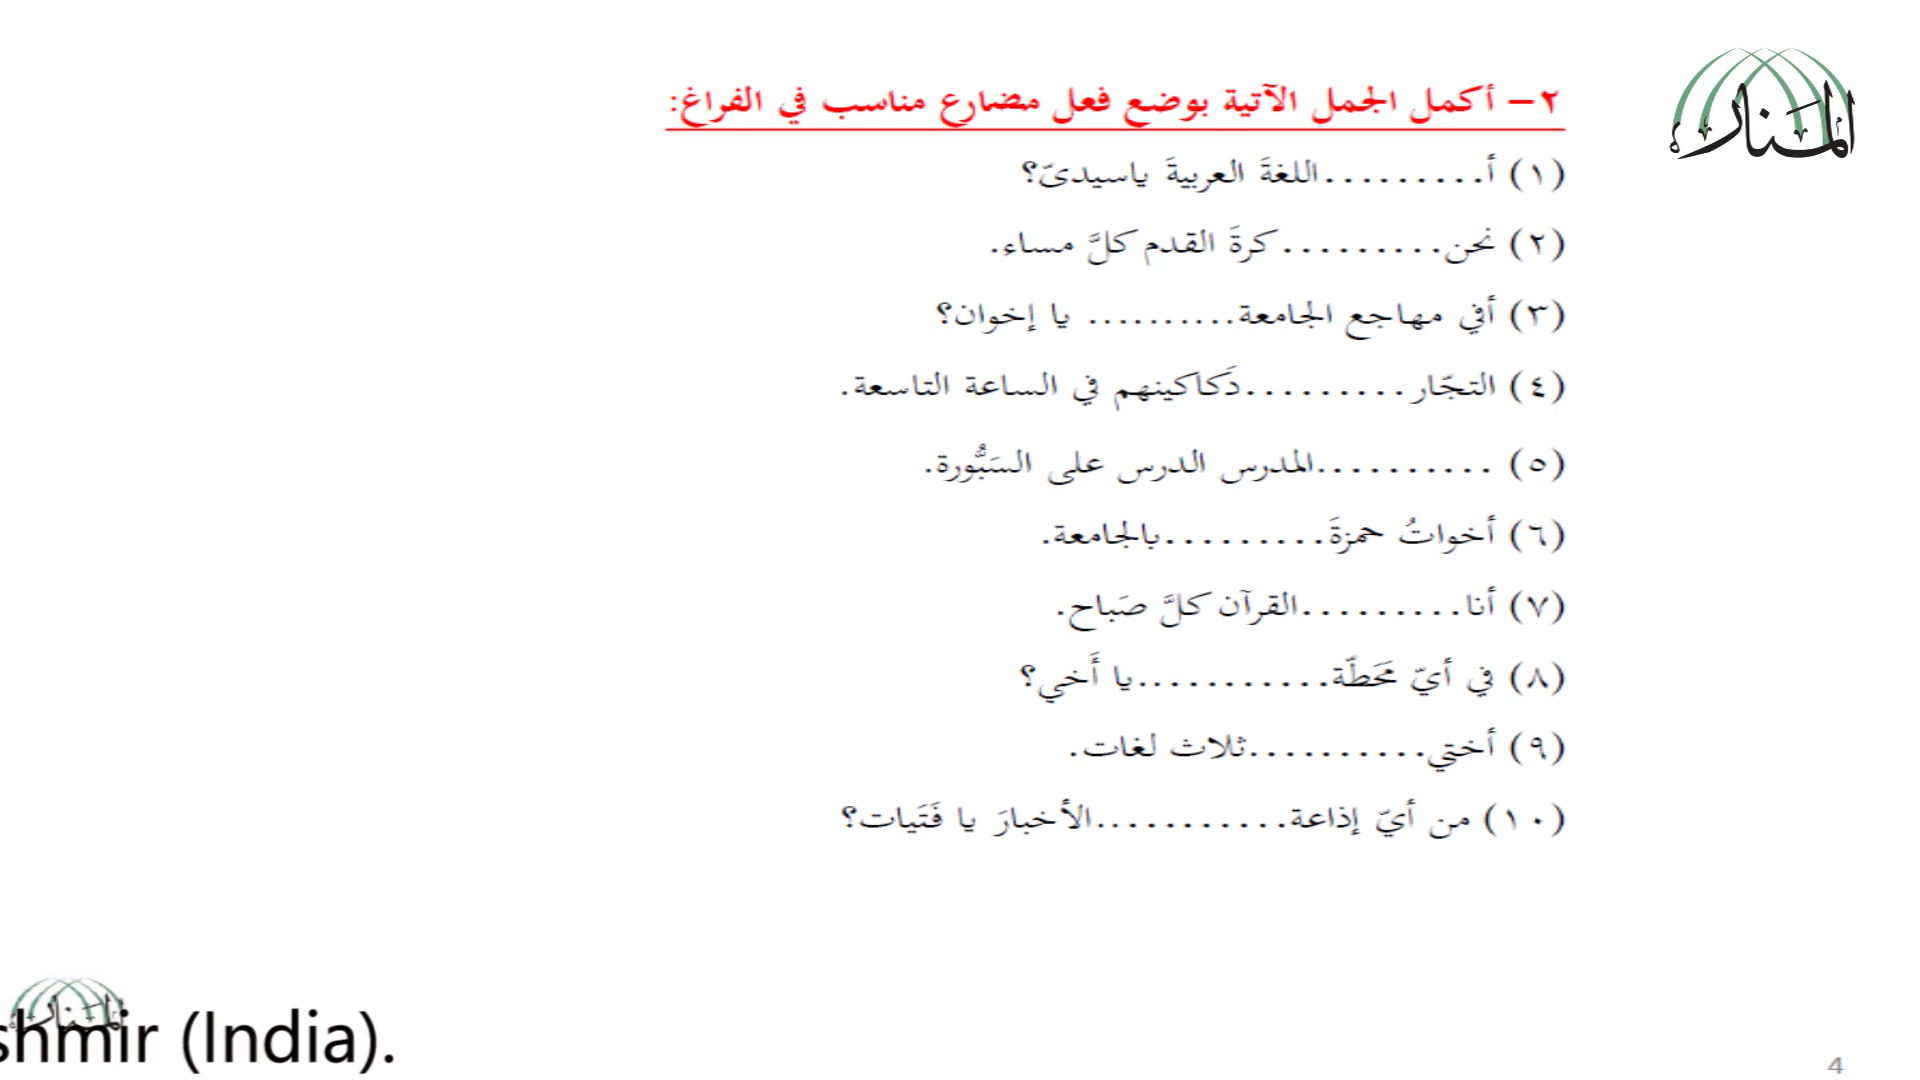 المنار
٢- أكمل الجمل الآتية بوضع فعل مضارع مناسب في الفراغ:
(١) أ.........اللغةَ العربيةَ ياسيدىّ؟
(٢) نحن.........كرةَ القدم كلَّ مساء.
(٣) أفي مهاجع الجامعة.......... يا إخوان؟
(٤) التجّار.........دَكاكينهم في الساعة التاسعة.
(٥) ..........المدرس الدرس على السَبُّورة.
(٦) أخواتُ حمزةَ.........بالجامعة.
(٧) أنا.........القرآن كلَّ صَباح.
(٨) في أيّ مَحَطّة...........يا أَخي؟
(٩) أختي..........ثلاث لغات.
(١٠) من أيّ إذاعة...........الأخبارَ يا فَتَيات؟
المنار
shmir (India).
4